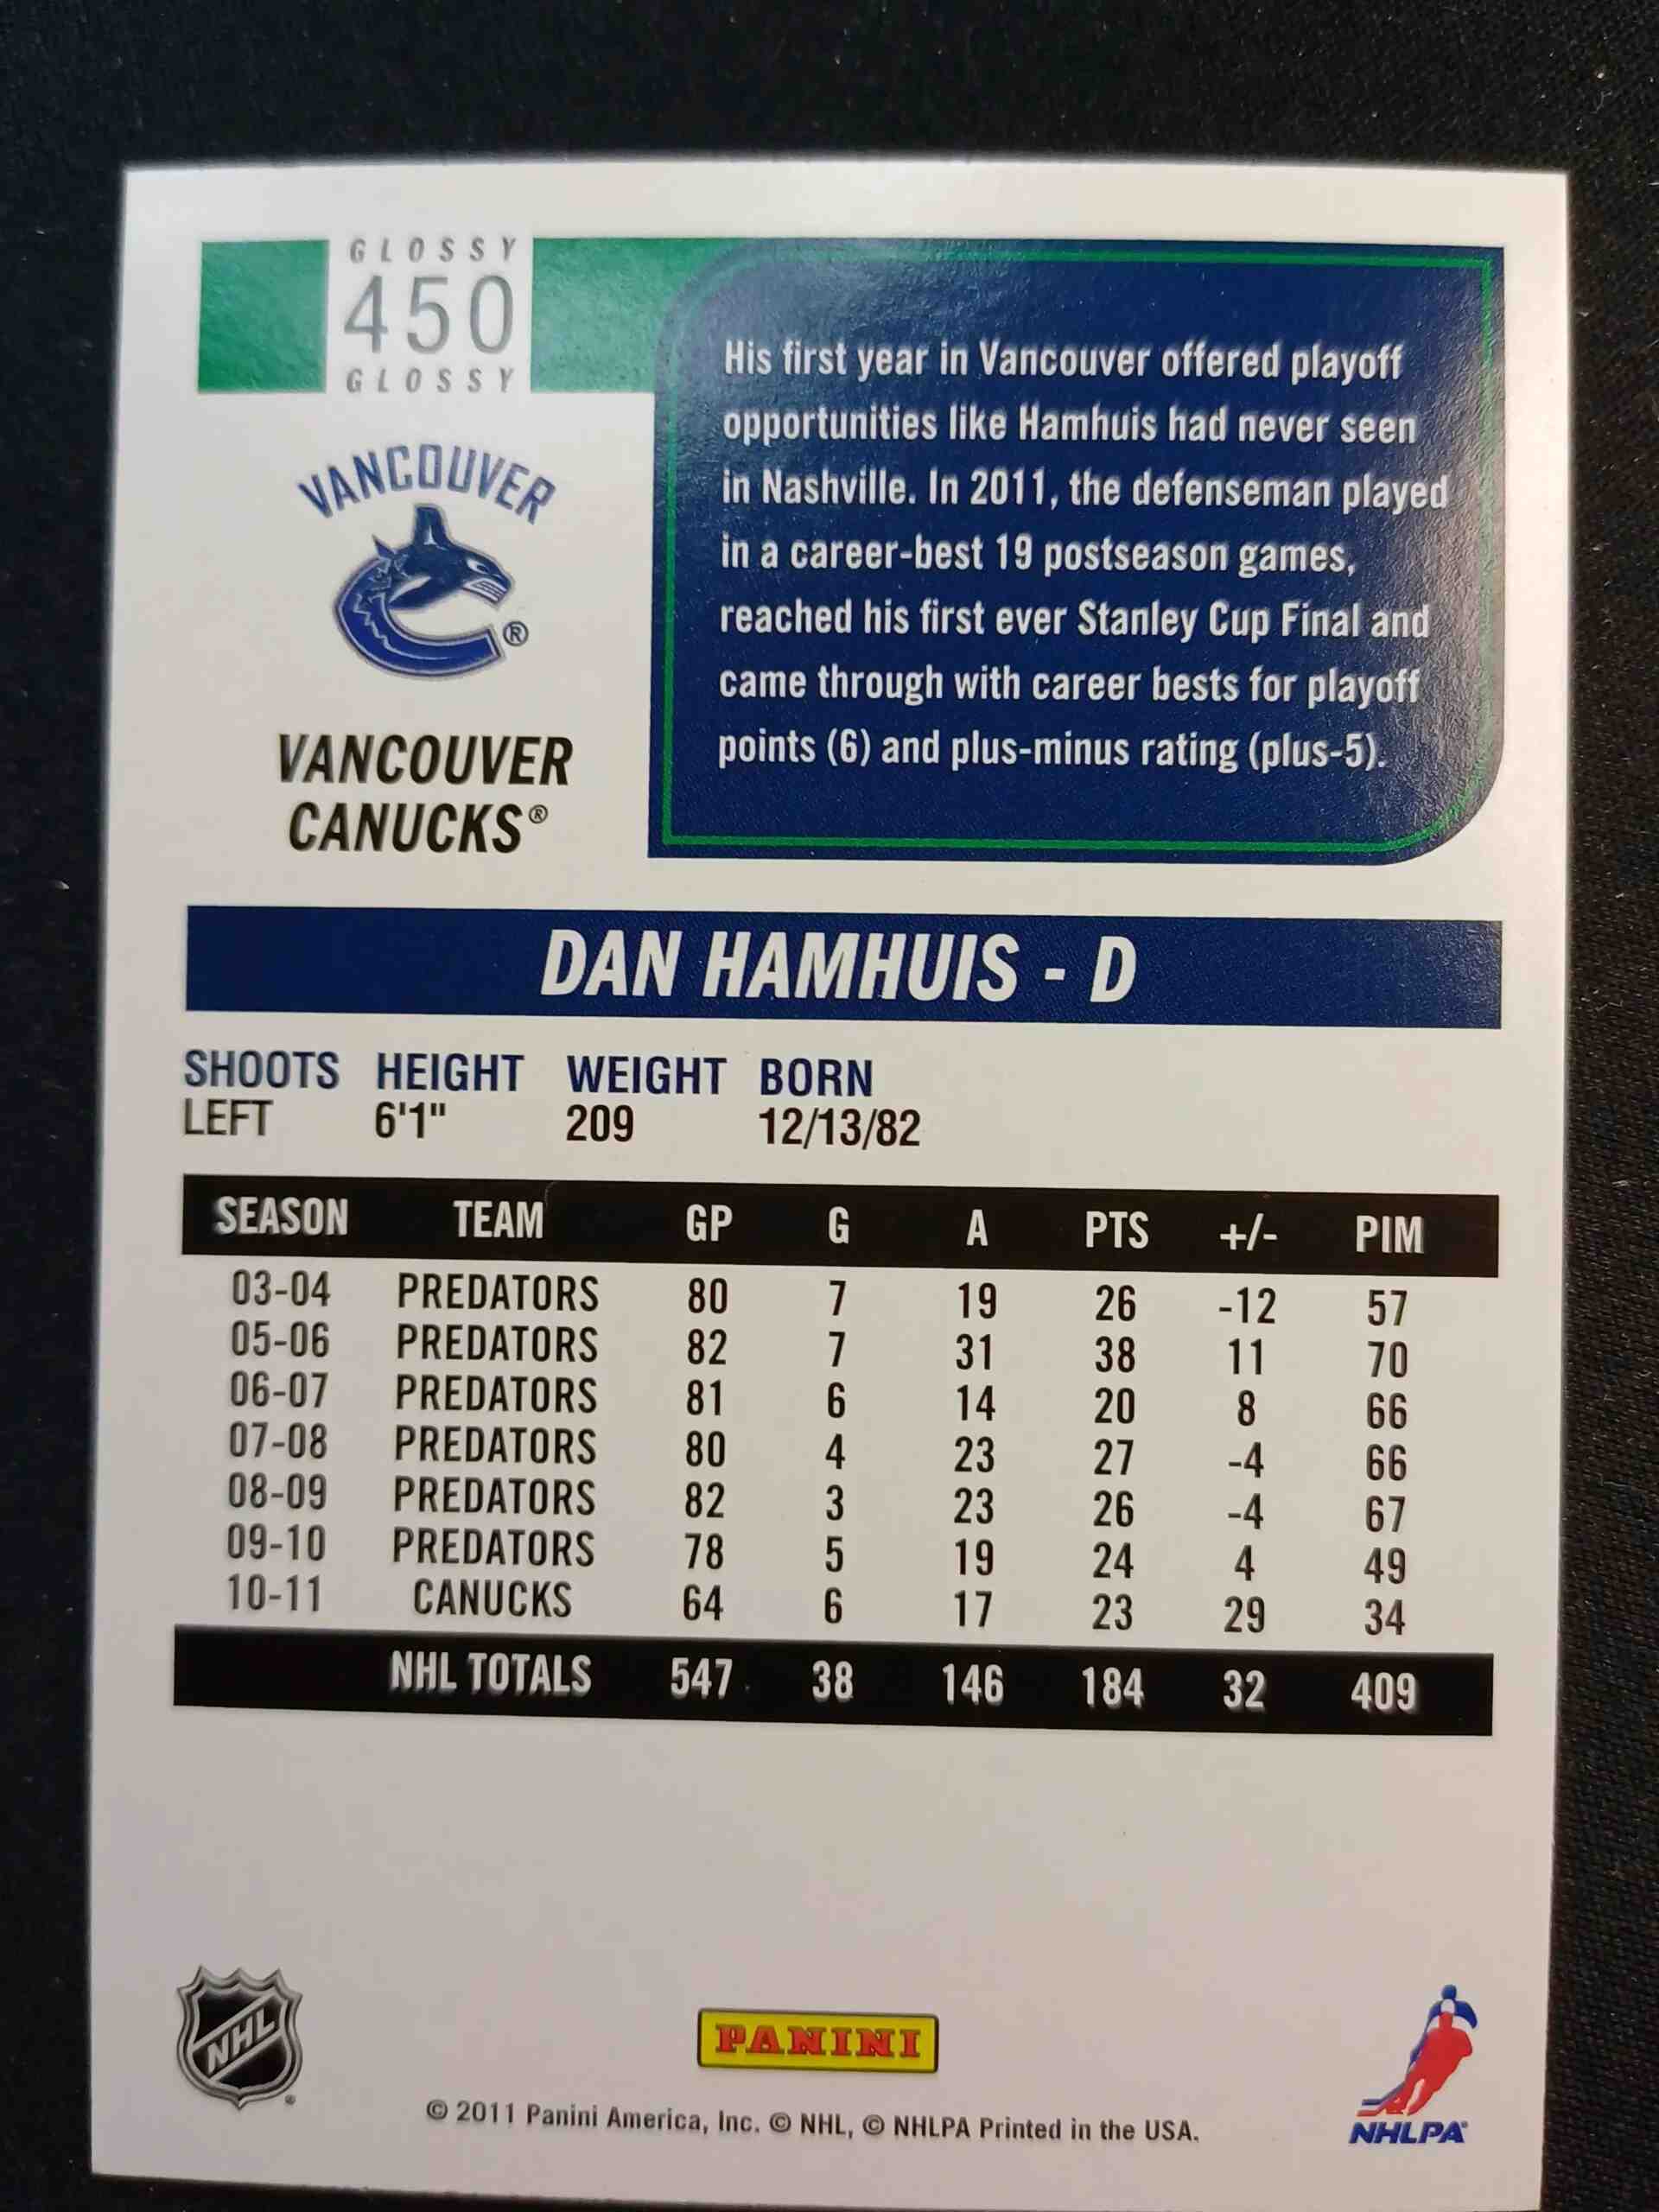 GLOSSY
450
GLOSSY
VANCOUVER
®
VANCOUVER
CANUCKS®
His first year in Vancouver offered playoff
opportunities like Hamhuis had never seen
in Nashville. In 2011, the defenseman played
in a career-best 19 postseason games,
reached his first ever Stanley Cup Final and
came through with career bests for playoff
points (6) and plus-minus rating (plus-5).
DAN HAMHUIS - D
SHOOTS HEIGHT WEIGHT BORN
LEFT 6'1" 209 12/13/82
SEASON TEAM GP G A PTS +/- PIM
03-04 PREDATORS 80 7 19 26 -12 57
05-06 PREDATORS 82 7 31 38 11 70
06-07 PREDATORS 81 6 14 20 8 66
07-08 PREDATORS 80 4 23 27 -4 66
08-09 PREDATORS 82 3 23 26 -4 67
09-10 PREDATORS 78 5 19 24 4 49
10-11 CANUCKS 64 6 17 23 29 34
NHL TOTALS 547 38 146 184 32 409
NHL
PANINI
NHLPA
© 2011 Panini America, Inc. © NHL, © NHLPA Printed in the USA.